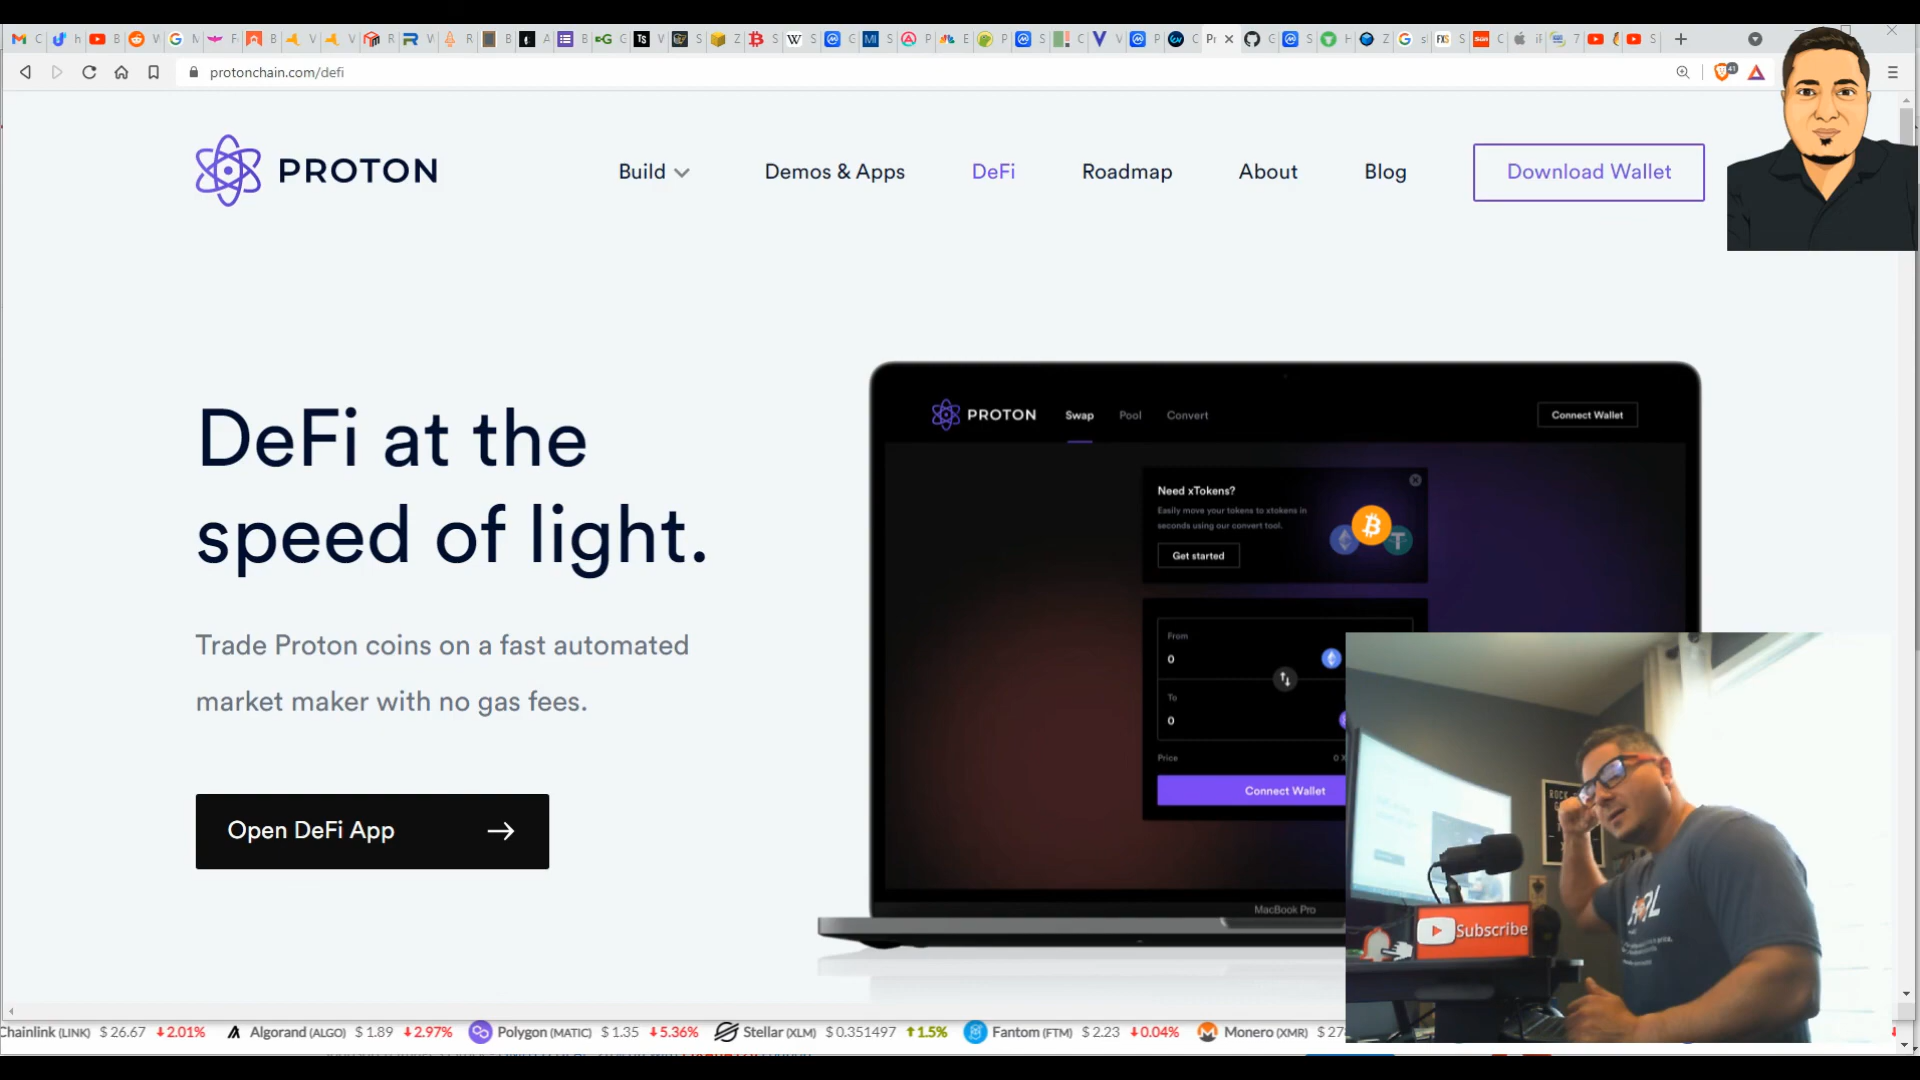 protonchain.com/defi
PROTON
Build
Demos & Apps
DeFi
Roadmap
About
Blog
Download Wallet
DeFi at the
speed of light.
Trade Proton coins on a fast automated
market maker with no gas fees.
Open DeFi App
PROTON
Swap
Pool
Convert
Connect Wallet
Need xTokens?
Easily move your tokens to xtokens in
seconds using our convert tool.
Get started
From
0
To
0
Price
Connect Wallet
MacBook Pro
Subscribe
Chainlink (LINK) $ 26.67 2.01%
Algorand (ALGO) $ 1.89 2.97%
Polygon (MATIC) $ 1.35 5.36%
Stellar (XLM) $ 0.351497 1.5%
Fantom (FTM) $ 2.23 0.04%
Monero (XMR)